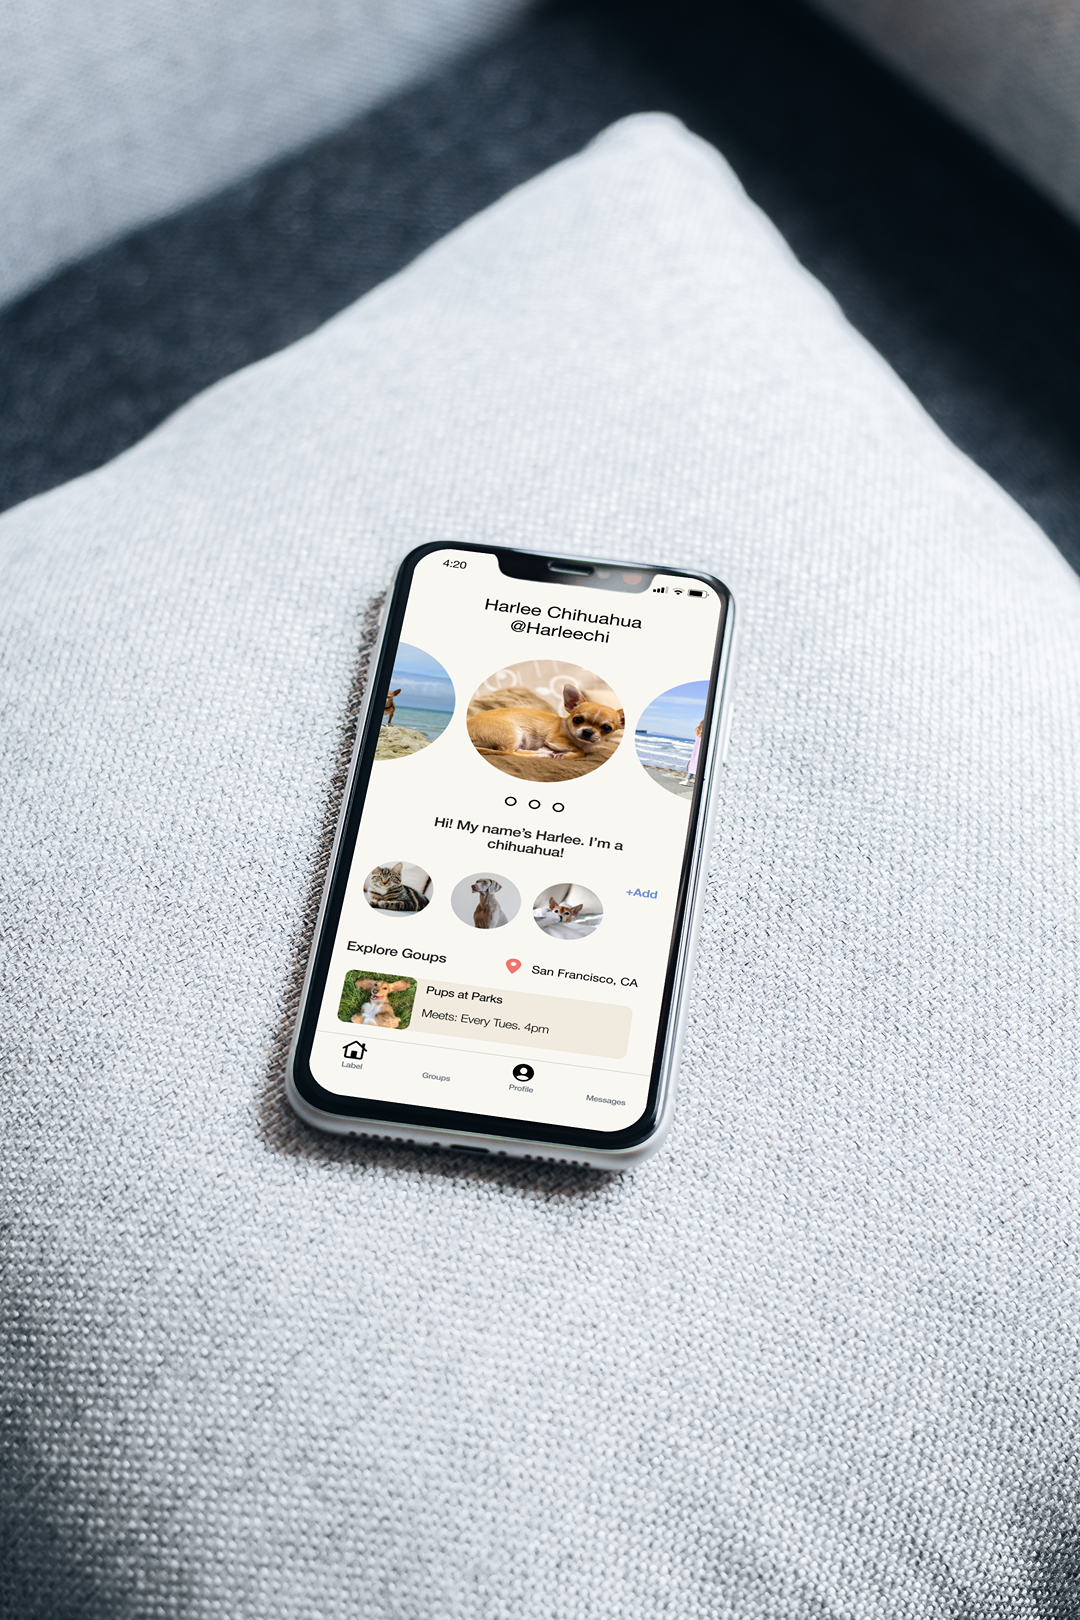 4:20
Harlee Chihuahua
@Harleechi
Hi! My name's Harlee. I'm a
chihuahua!
+Add
Explore Goups
San Francisco, CA
Pups at Parks
Meets: Every Tues. 4pm
Label
Groups
Profile
Messages